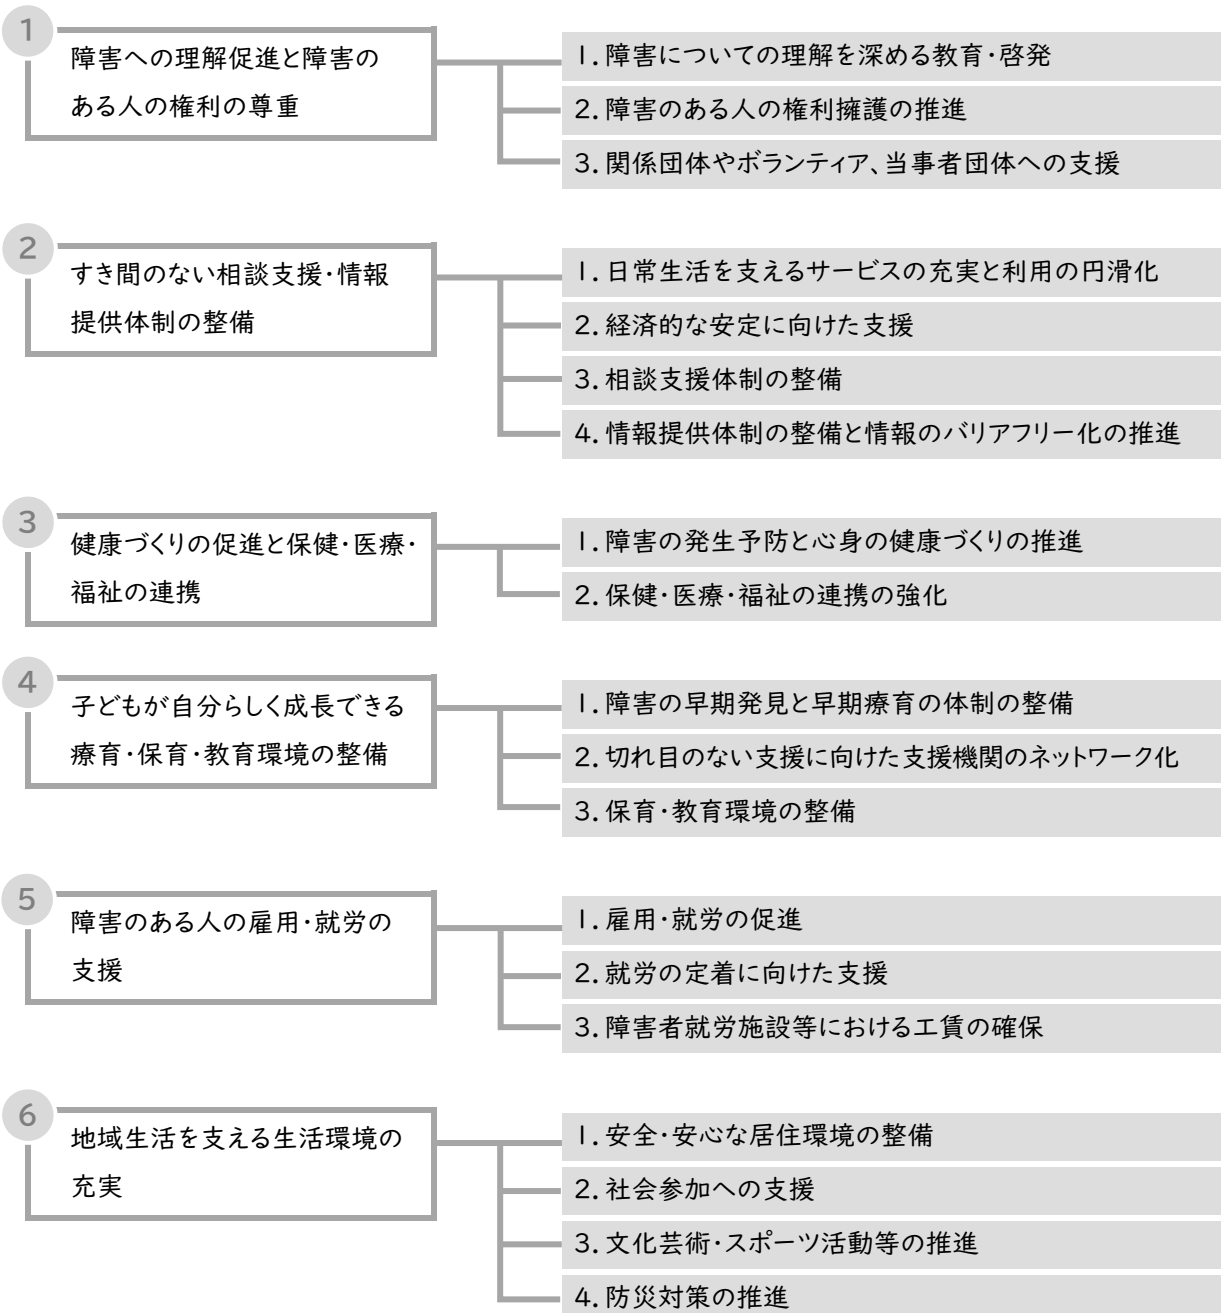 1
障害への理解促進と障害の
ある人の権利の尊重
1.障害についての理解を深める教育・啓発
2.障害のある人の権利擁護の推進
3.関係団体やボランティア、当事者団体への支援
2
すき間のない相談支援・情報
提供体制の整備
1.日常生活を支えるサービスの充実と利用の円滑化
2.経済的な安定に向けた支援
3.相談支援体制の整備
4.情報提供体制の整備と情報のバリアフリー化の推進
3
健康づくりの促進と保健・医療・
福祉の連携
1.障害の発生予防と心身の健康づくりの推進
2.保健・医療・福祉の連携の強化
4
子どもが自分らしく成長できる
療育・保育・教育環境の整備
1.障害の早期発見と早期療育の体制の整備
2.切れ目のない支援に向けた支援機関のネットワーク化
3.保育・教育環境の整備
5
障害のある人の雇用・就労の
支援
1.雇用・就労の促進
2.就労の定着に向けた支援
3.障害者就労施設等における工賃の確保
6
地域生活を支える生活環境の
充実
1.安全・安心な居住環境の整備
2.社会参加への支援
3.文化芸術・スポーツ活動等の推進
4.防災対策の推進